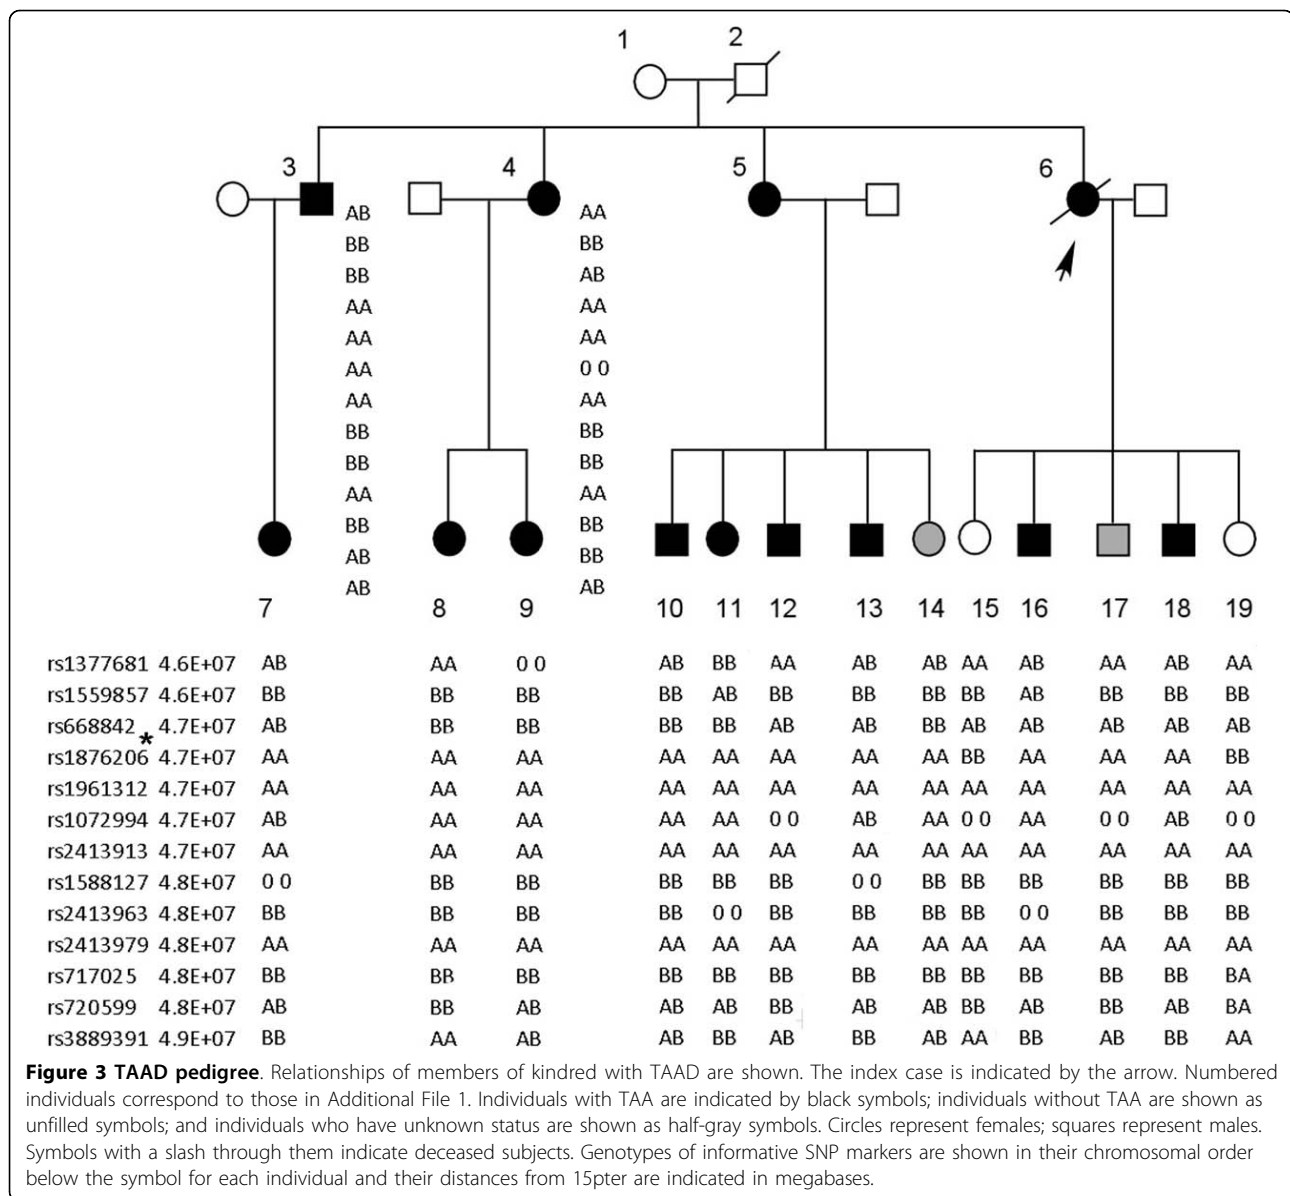 1 2
3 4 5 6
AB AA
BB BB
BB AB
AA AA
AA AA
AA 0 0
AA AA
BB BB
BB BB
AA AA
BB BB
AB BB
AB AB
7 8 9 10 11 12 13 14 15 16 17 18 19
rs1377681 4.6E+07 AB AA 0 0 AB BB AA AB AB AA AB AA AB AA
rs1559857 4.6E+07 BB BB BB BB AB BB BB BB BB AB BB BB BB
rs668842 * 4.7E+07 AB BB BB BB BB AB AB BB AB AB AB AB AB
rs1876206 4.7E+07 AA AA AA AA AA AA AA AA BB AA AA AA BB
rs1961312 4.7E+07 AA AA AA AA AA AA AA AA AA AA AA AA AA
rs1072994 4.7E+07 AB AA AA AA AA 0 0 AB AA 0 0 AA 0 0 AB 0 0
rs2413913 4.7E+07 AA AA AA AA AA AA AA AA AA AA AA AA AA
rs1588127 4.8E+07 0 0 BB BB BB BB BB 0 0 BB BB BB BB BB BB
rs2413963 4.8E+07 BB BB BB BB 0 0 BB BB BB BB 0 0 BB BB BB
rs2413979 4.8E+07 AA AA AA AA AA AA AA AA AA AA AA AA AA
rs717025 4.8E+07 BB BB BB BB BB BB BB BB BB BB BB BB BA
rs720599 4.8E+07 AB BB AB AB AB BB AB AB BB AB BB AB BA
rs3889391 4.9E+07 BB AA AB AB BB AB BB AB AA BB AB BB AA
Figure 3 TAAD pedigree. Relationships of members of kindred with TAAD are shown. The index case is indicated by the arrow. Numbered
individuals correspond to those in Additional File 1. Individuals with TAA are indicated by black symbols; individuals without TAA are shown as
unfilled symbols; and individuals who have unknown status are shown as half-gray symbols. Circles represent females; squares represent males.
Symbols with a slash through them indicate deceased subjects. Genotypes of informative SNP markers are shown in their chromosomal order
below the symbol for each individual and their distances from 15pter are indicated in megabases.